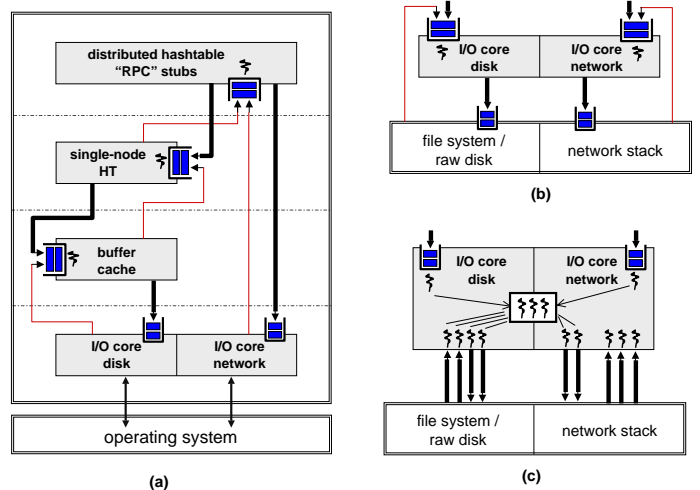 distributed hashtable
“RPC” stubs
single-node
HT
buffer
cache
I/O core
disk
I/O core
network
operating system
(a)
I/O core
disk
I/O core
network
file system /
raw disk
network stack
(b)
I/O core
disk
I/O core
network
file system /
raw disk
network stack
(c)